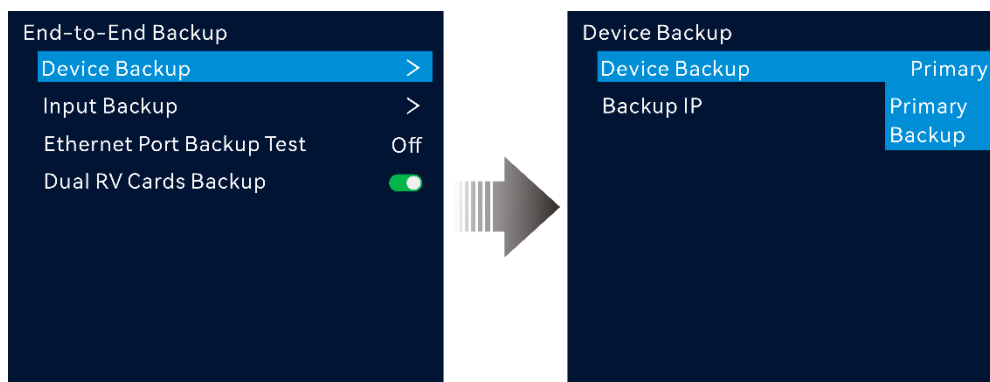 End-to-End Backup
Device Backup >
Input Backup >
Ethernet Port Backup Test Off
Dual RV Cards Backup
Device Backup
Device Backup Primary
Backup IP Primary
Backup